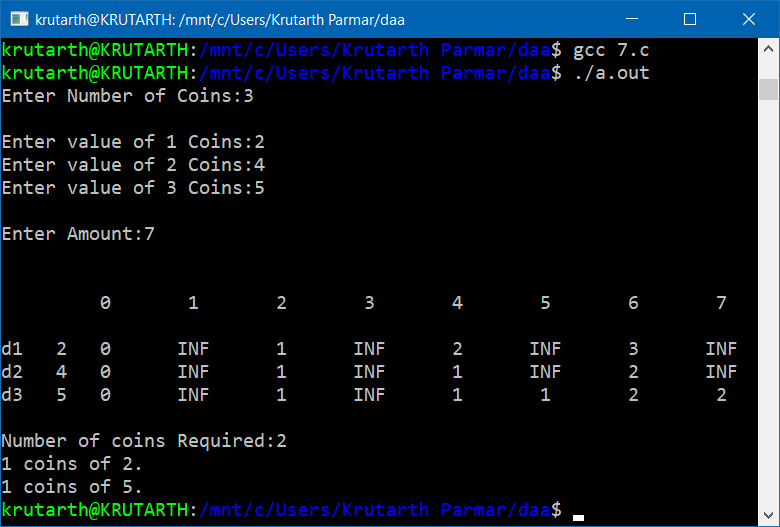 krutarth@KRUTARTH: /mnt/c/Users/Krutarth Parmar/daa
krutarth@KRUTARTH:/mnt/c/Users/Krutarth Parmar/daa$ gcc 7.c
krutarth@KRUTARTH:/mnt/c/Users/Krutarth Parmar/daa$ ./a.out
Enter Number of Coins:3
Enter value of 1 Coins:2
Enter value of 2 Coins:4
Enter value of 3 Coins:5
Enter Amount:7
0 1 2 3 4 5 6 7
d1 2 0 INF 1 INF 2 INF 3 INF
d2 4 0 INF 1 INF 1 INF 2 INF
d3 5 0 INF 1 INF 1 1 2 2
Number of coins Required:2
1 coins of 2.
1 coins of 5.
krutarth@KRUTARTH:/mnt/c/Users/Krutarth Parmar/daa$